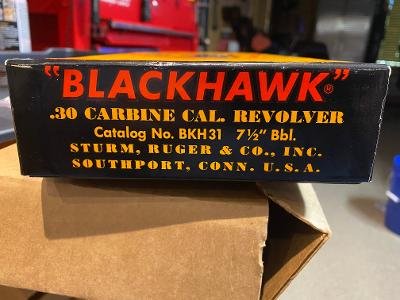 "BLACKHAWK"®
.30 CARBINE CAL. REVOLVER
Catalog No. BKH31 7½" Bbl.
STURM, RUGER & CO., INC.
SOUTHPORT, CONN. U.S.A.